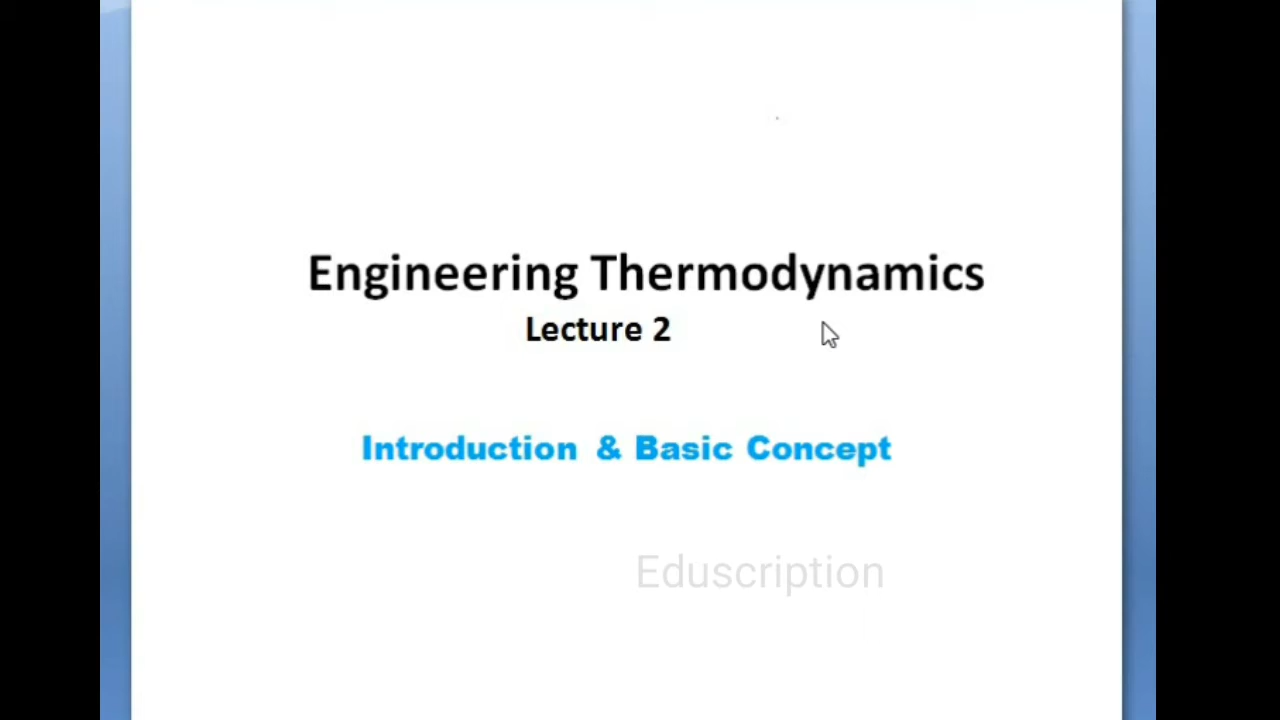 Engineering Thermodynamics
Lecture 2
Introduction & Basic Concept
Eduscription